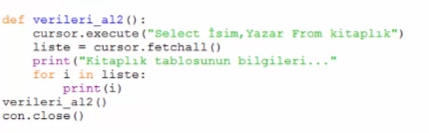 def verileri_al2():
    cursor.execute("Select İsim,Yazar From kitaplık")
    liste = cursor.fetchall()
    print("Kitaplık tablosunun bilgileri..."
    for i in liste:
        print(i)
verileri_al2()
con.close()